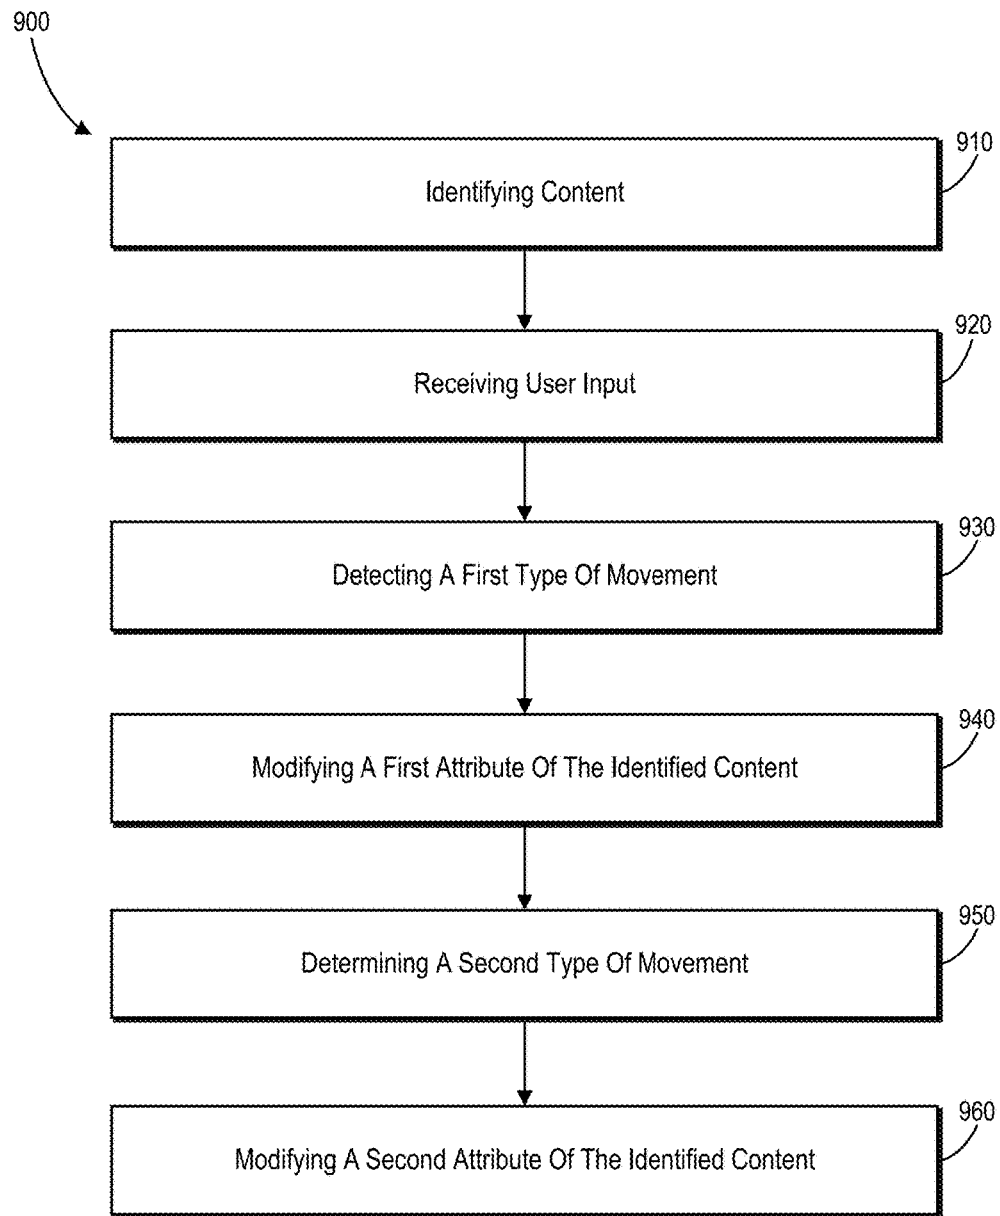 900
910
Identifying Content
920
Receiving User Input
930
Detecting A First Type Of Movement
940
Modifying A First Attribute Of The Identified Content
950
Determining A Second Type Of Movement
960
Modifying A Second Attribute Of The Identified Content